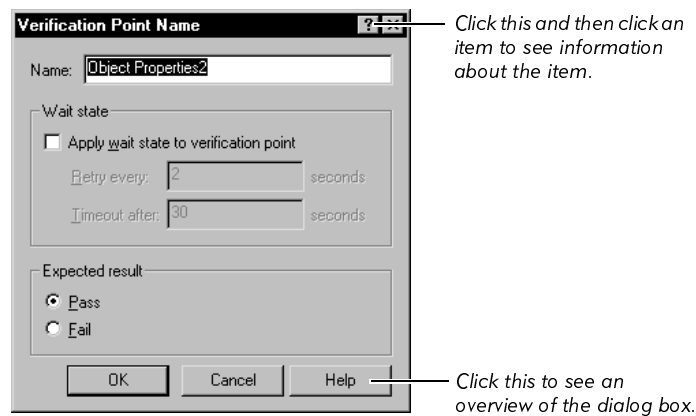 Verification Point Name
Click this and then click an
item to see information
about the item.
Name: Object Properties2
Wait state
Apply wait state to verification point
Retry every: 2 seconds
Timeout after: 30 seconds
Expected result
Pass
Fail
OK Cancel Help
Click this to see an
overview of the dialog box.